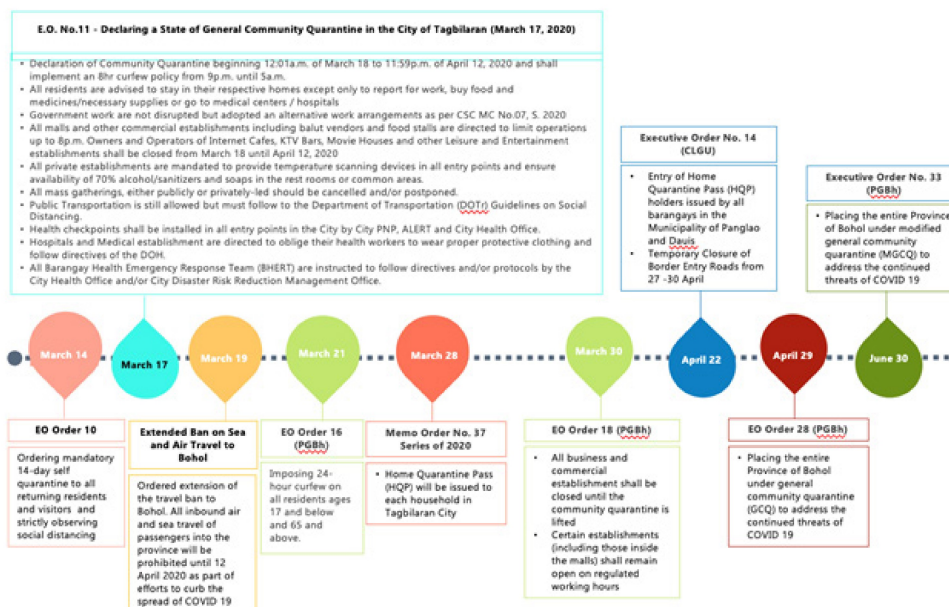 E.O. No.11 - Declaring a State of General Community Quarantine in the City of Tagbilaran (March 17, 2020)
• Declaration of Community Quarantine beginning 12:01a.m. of March 18 to 11:59p.m. of April 12, 2020 and shall
implement an 8hr curfew policy from 9p.m. until 5a.m.
• All residents are advised to stay in their respective homes except only to report for work, buy food and
medicines/necessary supplies or go to medical centers / hospitals
• Government work are not disrupted but adopted an alternative work arrangements as per CSC MC No.07, S. 2020
• All malls and other commercial establishments including balut vendors and food stalls are directed to limit operations
up to 8p.m. Owners and Operators of Internet Cafes, KTV Bars, Movie Houses and other Leisure and Entertainment
establishments shall be closed from March 18 until April 12, 2020
• All private establishments are mandated to provide temperature scanning devices in all entry points and ensure
availability of 70% alcohol/sanitizers and soaps in the rest rooms or common areas.
• All mass gatherings, either publicly or privately-led should be cancelled and/or postponed.
• Public Transportation is still allowed but must follow to the Department of Transportation (DOTr) Guidelines on Social
Distancing.
• Health checkpoints shall be installed in all entry points in the City by City PNP, ALERT and City Health Office.
• Hospitals and Medical establishment are directed to oblige their health workers to wear proper protective clothing and
follow directives of the DOH.
• All Barangay Health Emergency Response Team (BHERT) are instructed to follow directives and/or protocols by the
City Health Office and/or City Disaster Risk Reduction Management Office.
Executive Order No. 14
(CLGU)
• Entry of Home
Quarantine Pass (HQP)
holders issued by all
barangays in the
Municipality of Panglao
and Dauis
• Temporary Closure of
Border Entry Roads from
27 -30 April
Executive Order No. 33
(PGBh)
• Placing the entire Province
of Bohol under modified
general community
quarantine (MGCQ) to
address the continued
threats of COVID 19
March 14
March 17
March 19
March 21
March 28
March 30
April 22
April 29
June 30
EO Order 10
Ordering mandatory
14-day self
quarantine to all
returning residents
and visitors and
strictly observing
social distancing
Extended Ban on Sea
and Air Travel to
Bohol
Ordered extension of
the travel ban to
Bohol. All inbound air
and sea travel of
passengers into the
province will be
prohibited until 12
April 2020 as part of
efforts to curb the
spread of COVID 19
EO Order 16
(PGBh)
Imposing 24-
hour curfew on
all residents ages
17 and below
and 65 and
above.
Memo Order No. 37
Series of 2020
• Home Quarantine Pass
(HQP) will be issued to
each household in
Tagbilaran City
EO Order 18 (PGBh)
• All business and
commercial
establishment shall be
closed until the
community quarantine is
lifted
• Certain establishments
(including those inside
the malls) shall remain
open on regulated
working hours
EO Order 28 (PGBh)
• Placing the entire
Province of Bohol
under general
community quarantine
(GCQ) to address the
continued threats of
COVID 19